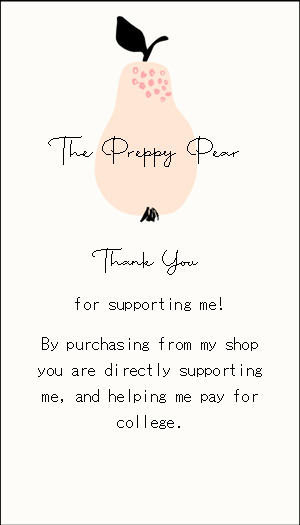 The Preppy Pear
Thank You
for supporting me!
By purchasing from my shop
you are directly supporting
me, and helping me pay for
college.